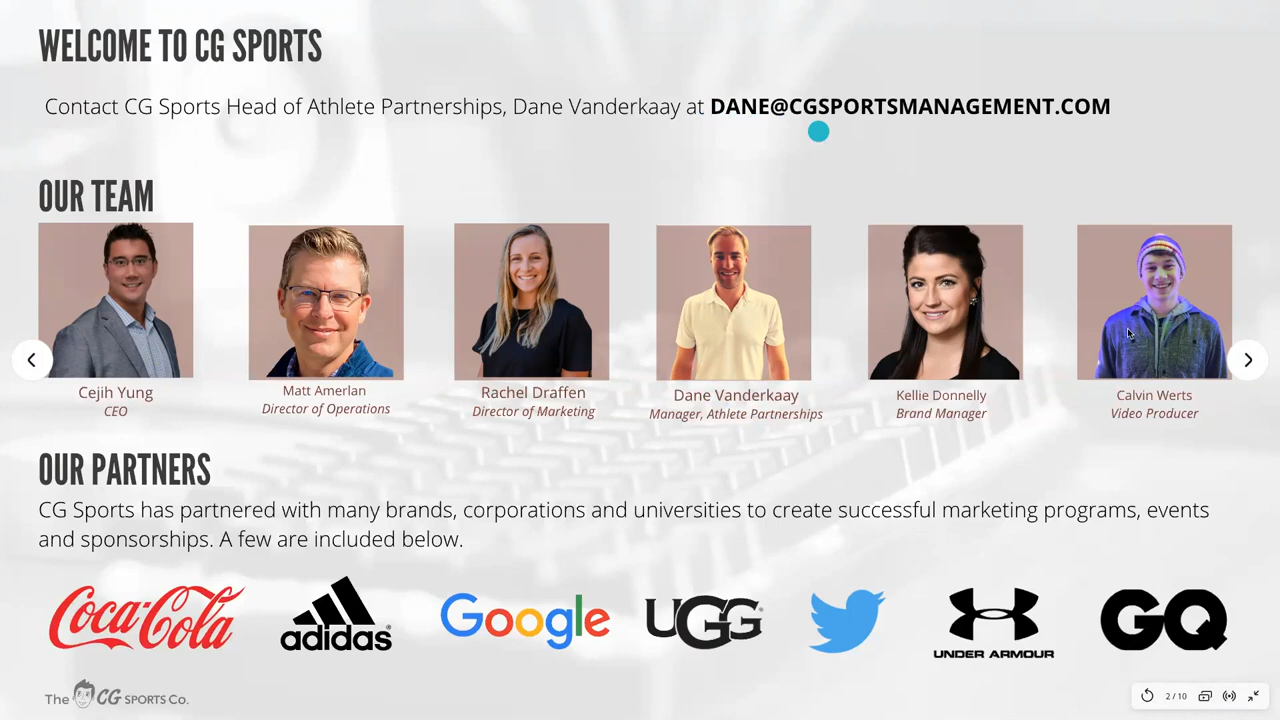 WELCOME TO CG SPORTS
Contact CG Sports Head of Athlete Partnerships, Dane Vanderkaay at DANE@CGSPORTSMANAGEMENT.COM
OUR TEAM
Cejih Yung
CEO
Matt Amerlan
Director of Operations
Rachel Draffen
Director of Marketing
Dane Vanderkaay
Manager, Athlete Partnerships
Kellie Donnelly
Brand Manager
Calvin Werts
Video Producer
OUR PARTNERS
CG Sports has partnered with many brands, corporations and universities to create successful marketing programs, events
and sponsorships. A few are included below.
Coca-Cola
adidas®
Google
UGG®
UNDER ARMOUR
GQ
The CG SPORTS Co.
2 / 10